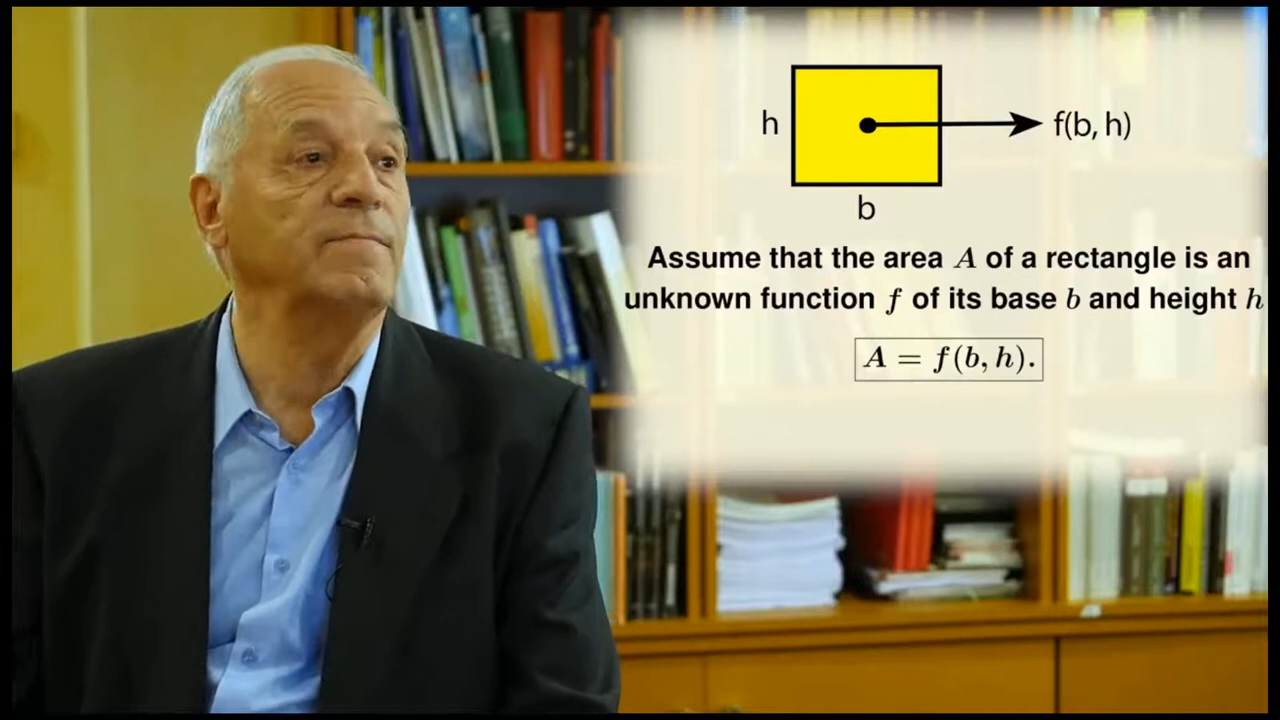 h
f(b, h)
b
Assume that the area A of a rectangle is an
unknown function f of its base b and height h
A = f(b, h).